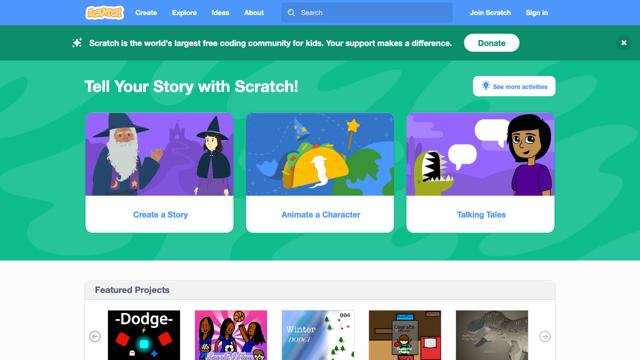 SCRATCH Create Explore Ideas About Search Join Scratch Sign in
Scratch is the world's largest free coding community for kids. Your support makes a difference. Donate
Tell Your Story with Scratch!
See more activities
Create a Story
Animate a Character
Talking Tales
Featured Projects
-Dodge-
Winter
DODGE